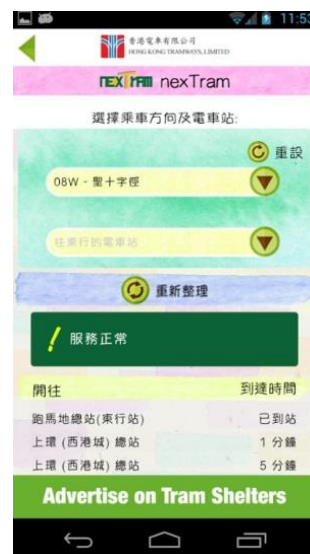 11:53
香港電車有限公司
HONG KONG TRAMWAYS, LIMITED
nexTram nexTram
選擇乘車方向及電車站:
重設
08W - 聖十字徑
往東行的電車站
重新整理
服務正常
開往 到達時間
跑馬地總站(東行站) 已到站
上環 (西港城) 總站 1 分鐘
上環 (西港城) 總站 5 分鐘
Advertise on Tram Shelters